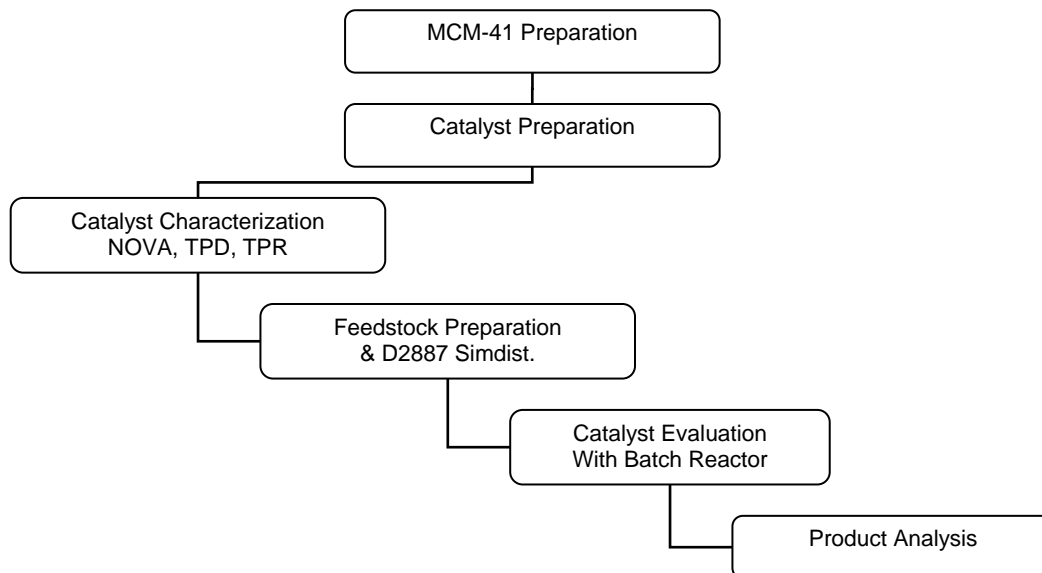 MCM-41 Preparation
Catalyst Preparation
Catalyst Characterization
NOVA, TPD, TPR
Feedstock Preparation
& D2887 Simdist.
Catalyst Evaluation
With Batch Reactor
Product Analysis